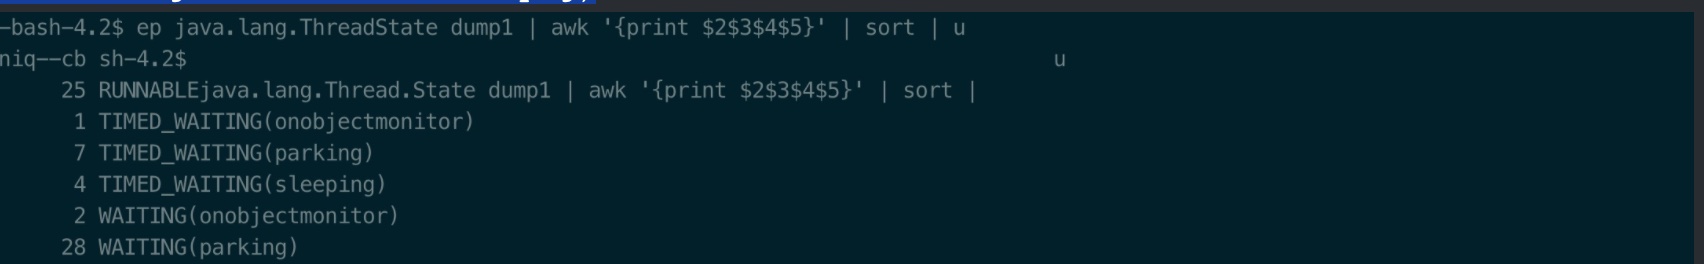 -bash-4.2$ ep java.lang.ThreadState dump1 | awk '{print $2$3$4$5}' | sort | u
niq--cb sh-4.2$ u
25 RUNNABLEjava.lang.Thread.State dump1 | awk '{print $2$3$4$5}' | sort |
1 TIMED_WAITING(onobjectmonitor)
7 TIMED_WAITING(parking)
4 TIMED_WAITING(sleeping)
2 WAITING(onobjectmonitor)
28 WAITING(parking)